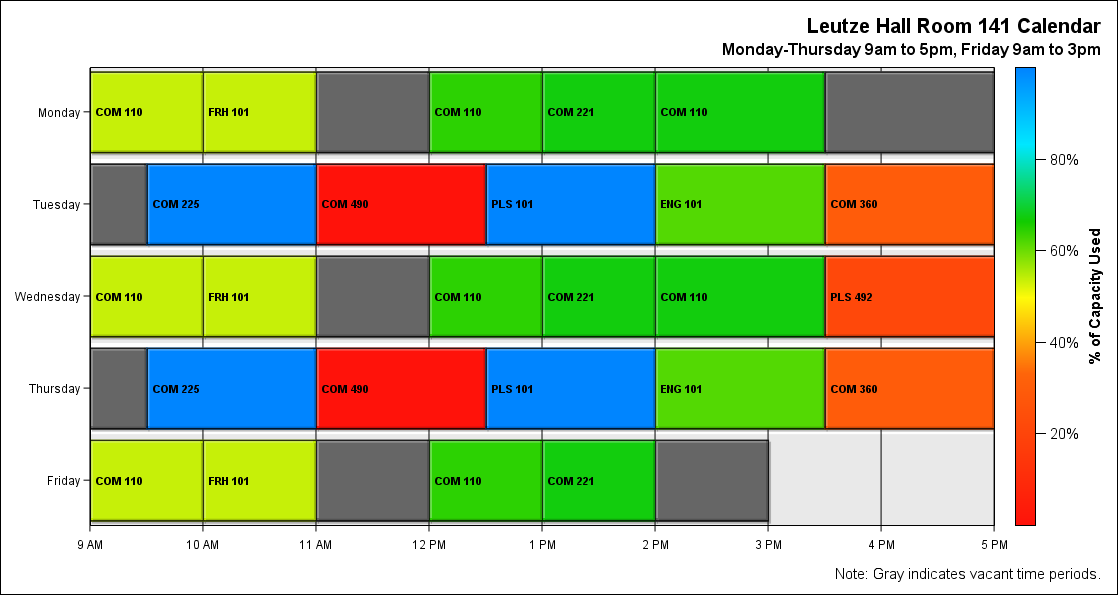 Leutze Hall Room 141 Calendar
Monday-Thursday 9am to 5pm, Friday 9am to 3pm
Monday
COM 110
FRH 101
COM 110
COM 221
COM 110
Tuesday
COM 225
COM 490
PLS 101
ENG 101
COM 360
Wednesday
COM 110
FRH 101
COM 110
COM 221
COM 110
PLS 492
Thursday
COM 225
COM 490
PLS 101
ENG 101
COM 360
Friday
COM 110
FRH 101
COM 110
COM 221
9 AM
10 AM
11 AM
12 PM
1 PM
2 PM
3 PM
4 PM
5 PM
80%
60%
40%
20%
% of Capacity Used
Note: Gray indicates vacant time periods.